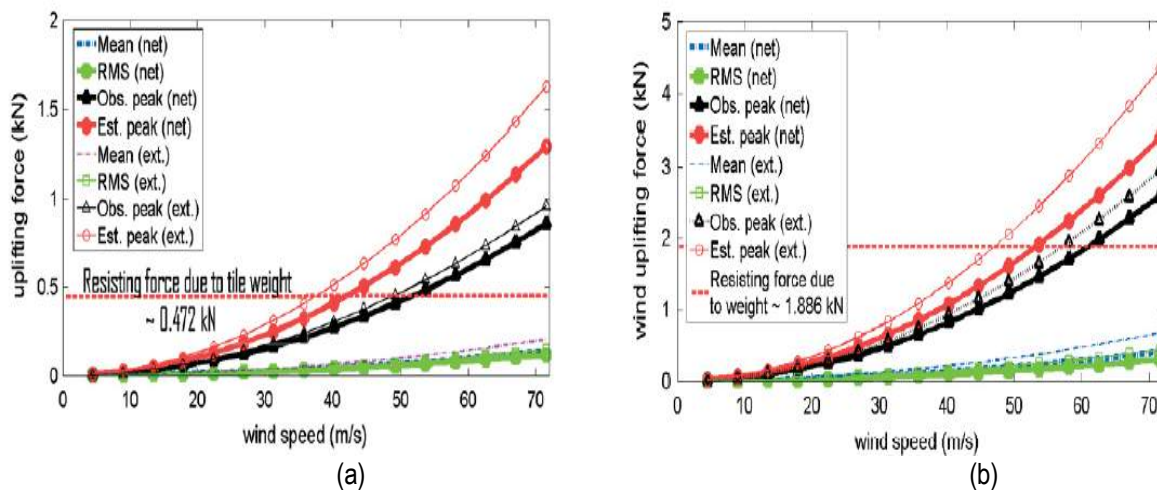 (a)
uplifting force (kN)
2
1.5
1
0.5
0
Mean (net)
RMS (net)
Obs. peak (net)
Est. peak (net)
Mean (ext.)
RMS (ext.)
Obs. peak (ext.)
Est. peak (ext.)
Resisting force due to tile weight
~ 0.472 kN
0 10 20 30 40 50 60 70
wind speed (m/s)
(a)
(b)
wind uplifting force (kN)
5
4
3
2
1
0
Mean (net)
RMS (net)
Obs. peak (net)
Est. peak (net)
Mean (ext.)
RMS (ext.)
Obs. peak (ext.)
Est. peak (ext.)
Resisting force due
to weight ~ 1.886 kN
0 10 20 30 40 50 60 70
wind speed (m/s)
(b)